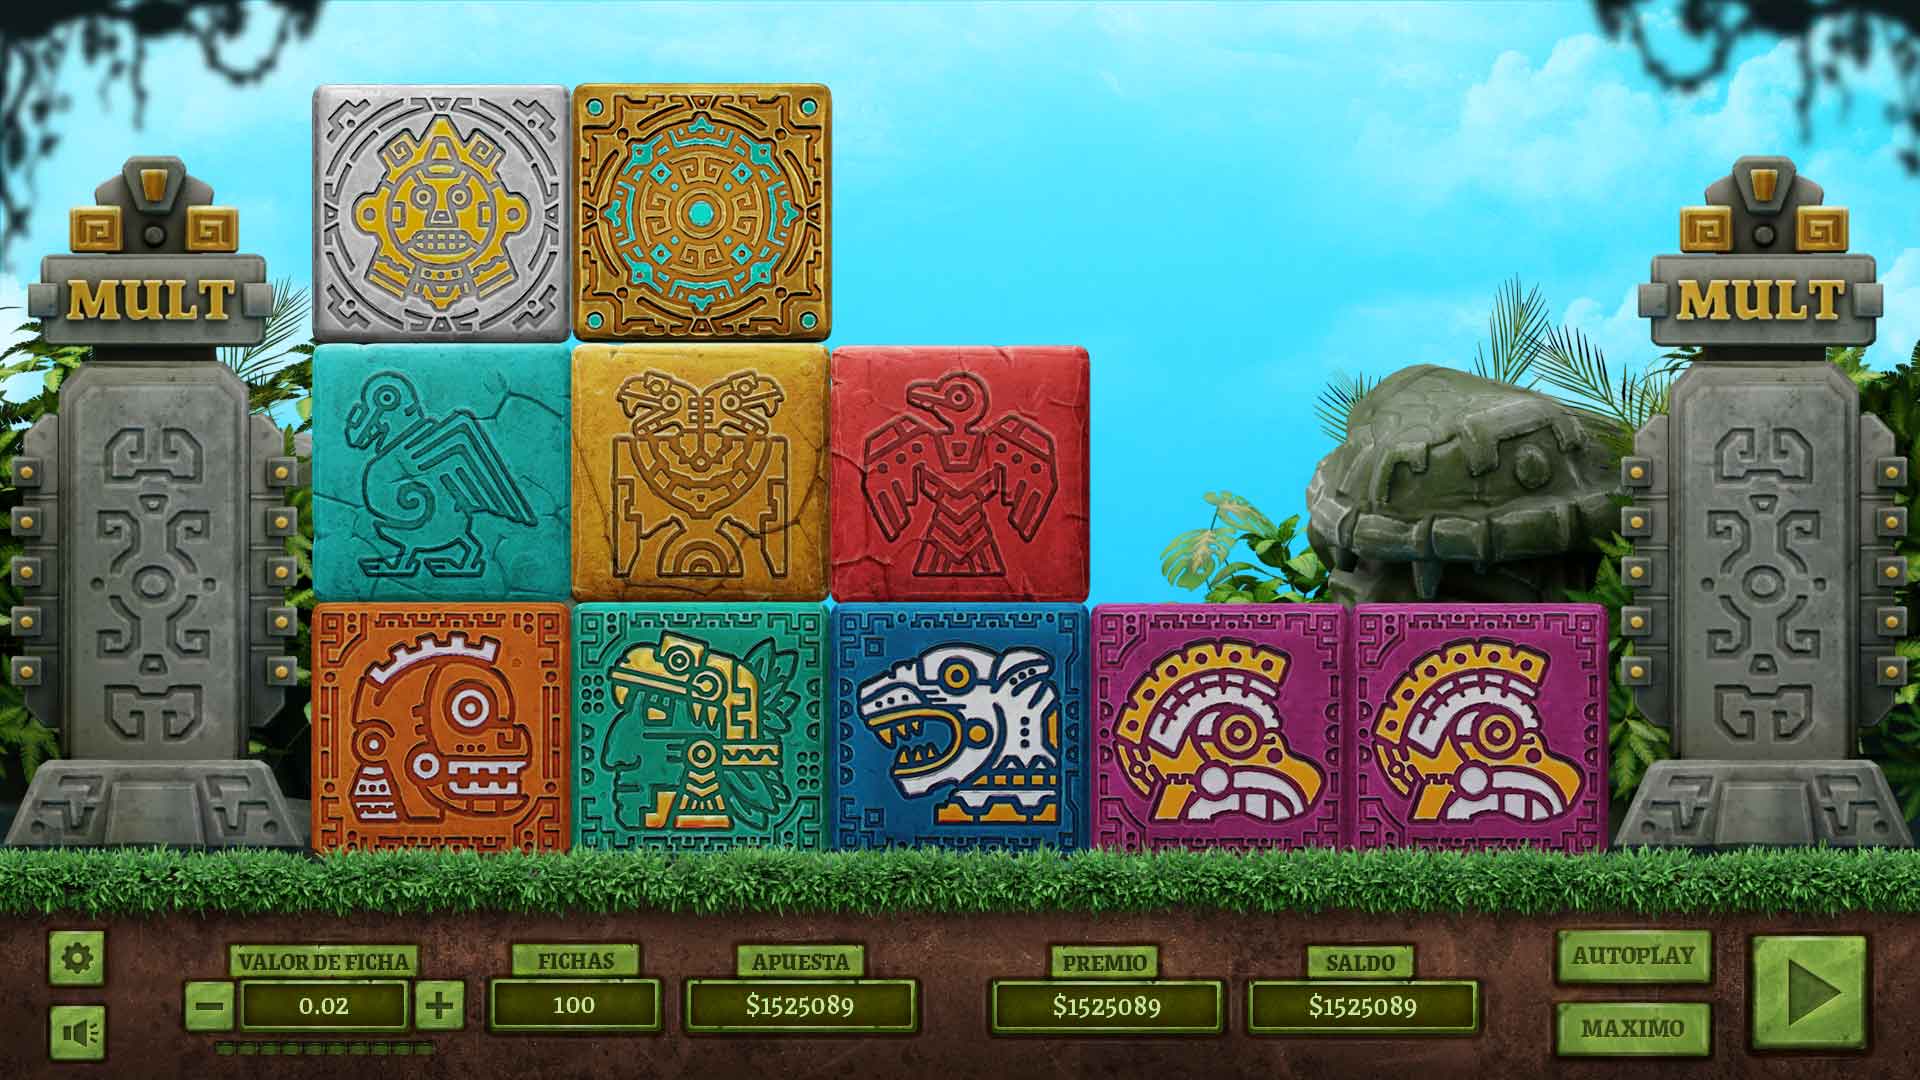 MULT
MULT
VALOR DE FICHA
FICHAS
APUESTA
PREMIO
SALDO
AUTOPLAY
0.02
100
$1525089
$1525089
$1525089
MAXIMO